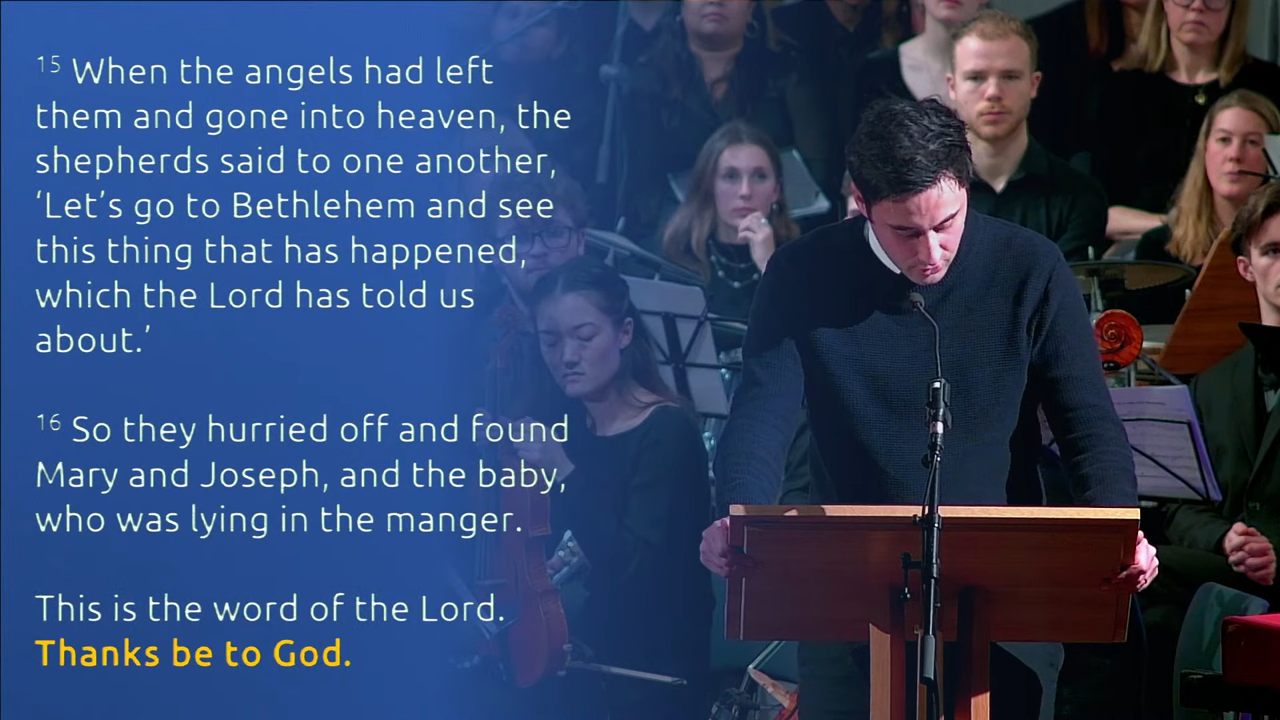 15 When the angels had left
them and gone into heaven, the
shepherds said to one another,
‘Let’s go to Bethlehem and see
this thing that has happened,
which the Lord has told us
about.’
16 So they hurried off and found
Mary and Joseph, and the baby,
who was lying in the manger.
This is the word of the Lord.
Thanks be to God.